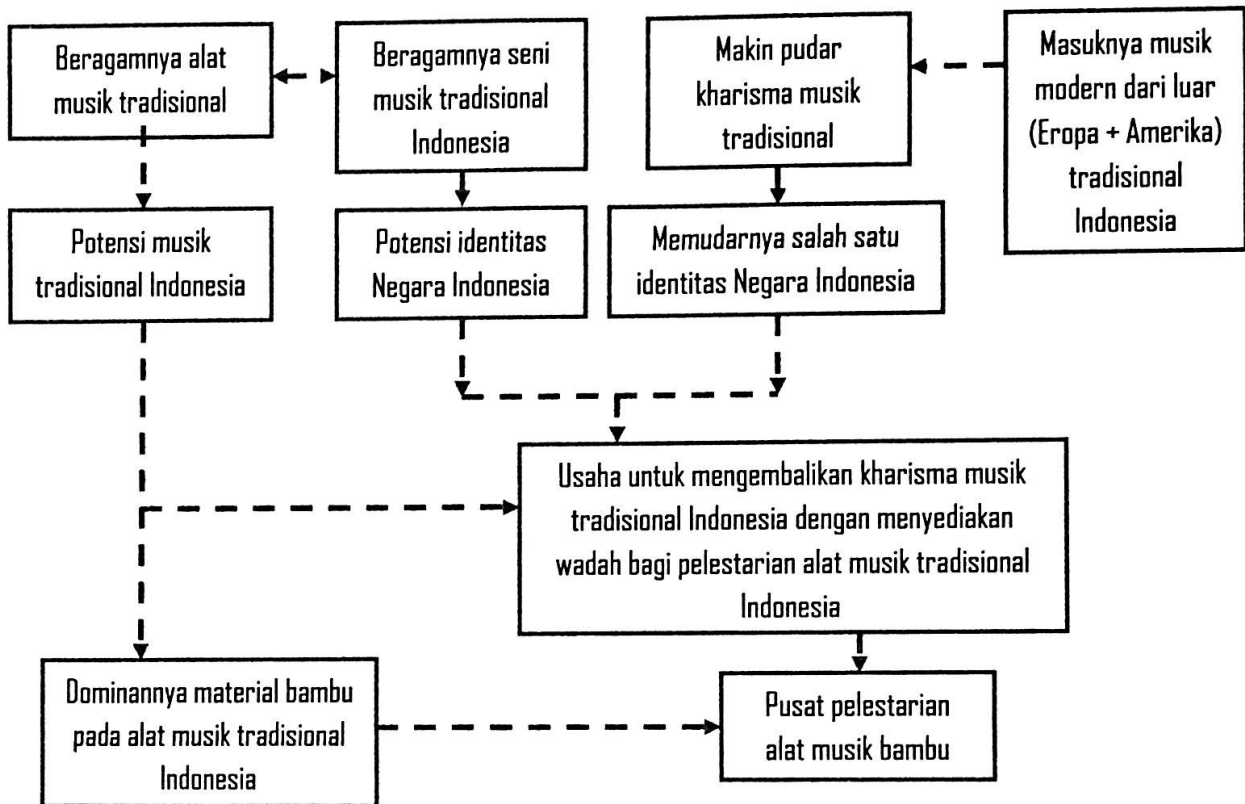 Beragamnya alat
musik tradisional
Beragamnya seni
musik tradisional
Indonesia
Makin pudar
kharisma musik
tradisional
Masuknya musik
modern dari luar
(Eropa + Amerika)
tradisional
Indonesia
Potensi musik
tradisional Indonesia
Potensi identitas
Negara Indonesia
Memudarnya salah satu
identitas Negara Indonesia
Usaha untuk mengembalikan kharisma musik
tradisional Indonesia dengan menyediakan
wadah bagi pelestarian alat musik tradisional
Indonesia
Dominannya material bambu
pada alat musik tradisional
Indonesia
Pusat pelestarian
alat musik bambu